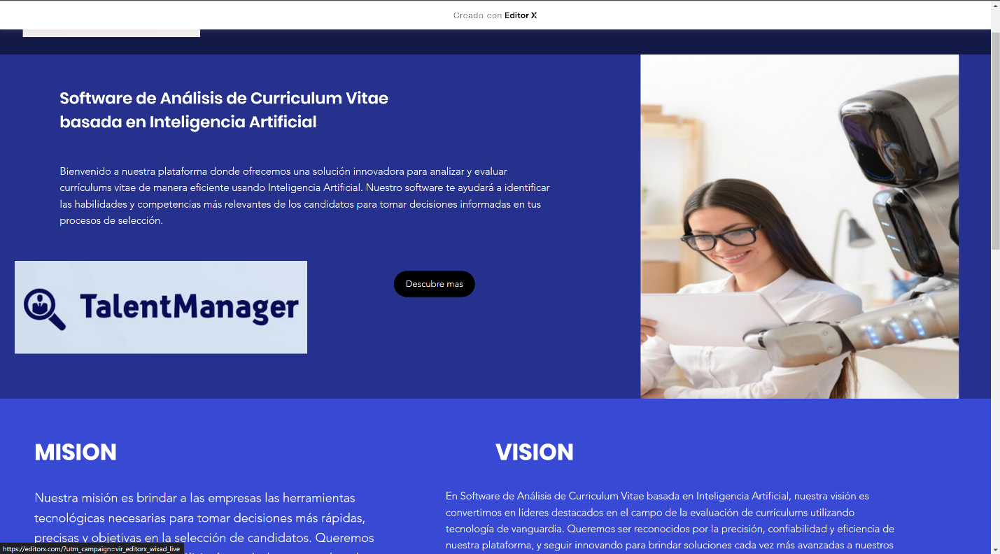 Creado con Editor X
Software de Análisis de Curriculum Vitae
basada en Inteligencia Artificial
Bienvenido a nuestra plataforma donde ofrecemos una solución innovadora para analizar y evaluar
currículums vitae de manera eficiente usando Inteligencia Artificial. Nuestro software te ayudará a identificar
las habilidades y competencias más relevantes de los candidatos para tomar decisiones informadas en tus
procesos de selección.
Descubre mas
TalentManager
MISION
Nuestra misión es brindar a las empresas las herramientas
tecnológicas necesarias para tomar decisiones más rápidas,
precisas y objetivas en la selección de candidatos. Queremos
VISION
En Software de Análisis de Curriculum Vitae basada en Inteligencia Artificial, nuestra visión es
convertirnos en líderes destacados en el campo de la evaluación de currículums utilizando
tecnología de vanguardia. Queremos ser reconocidos por la precisión, confiabilidad y eficiencia de
nuestra plataforma, y seguir innovando para brindar soluciones cada vez más avanzadas a nuestros
https://editorx.com/?utm_campaign=vir_editorx_wixad_live